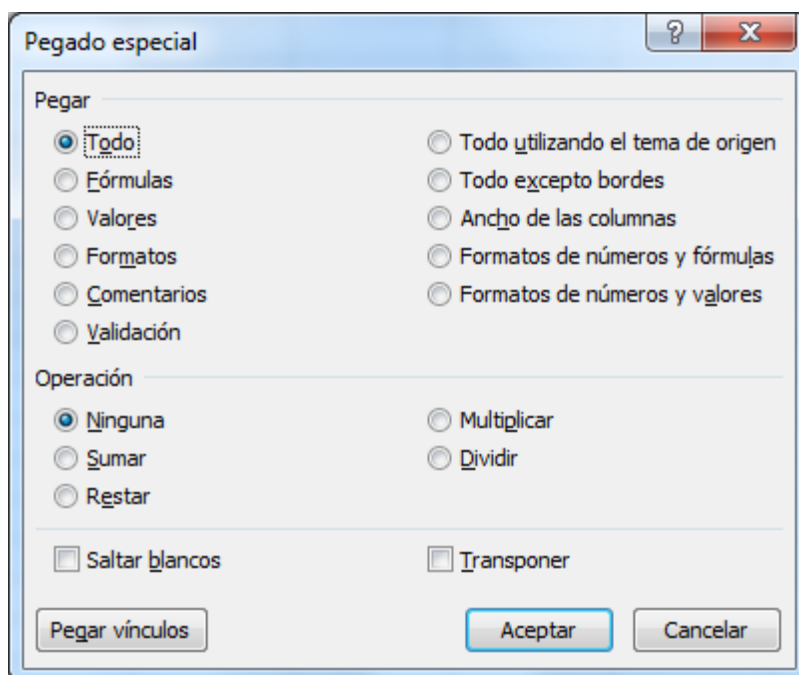 Pegado especial
Pegar
Todo
Todo utilizando el tema de origen
Fórmulas
Todo excepto bordes
Valores
Ancho de las columnas
Formatos
Formatos de números y fórmulas
Comentarios
Formatos de números y valores
Validación
Operación
Ninguna
Multiplicar
Sumar
Dividir
Restar
Saltar blancos
Transponer
Pegar vínculos
Aceptar
Cancelar